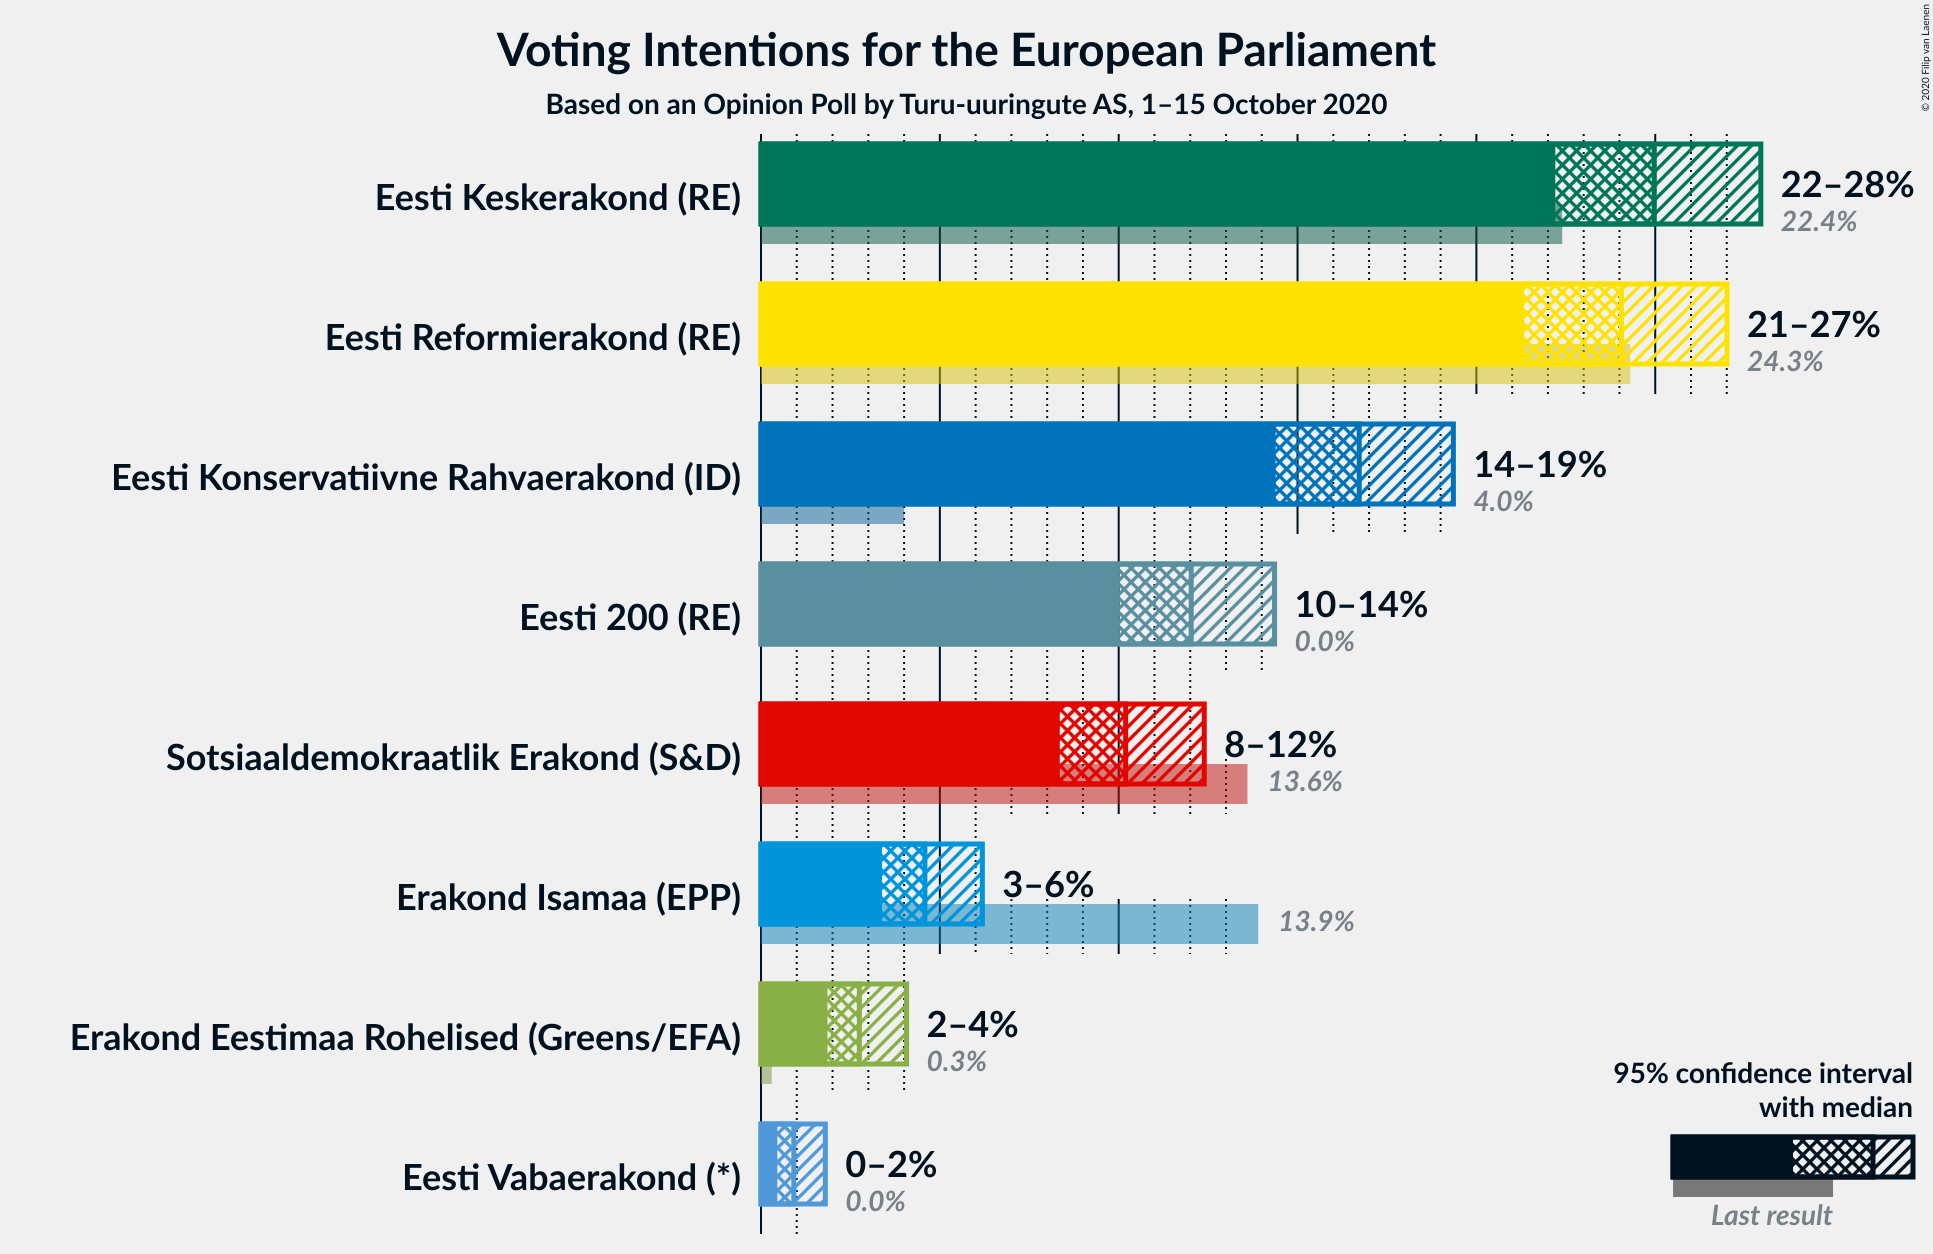 Voting Intentions for the European Parliament
Based on an Opinion Poll by Turu-uuringute AS, 1–15 October 2020
© 2020 Filip van Laenen
Eesti Keskerakond (RE)
22–28%
22.4%
Eesti Reformierakond (RE)
21–27%
24.3%
Eesti Konservatiivne Rahvaerakond (ID)
14–19%
4.0%
Eesti 200 (RE)
10–14%
0.0%
Sotsiaaldemokraatlik Erakond (S&D)
8–12%
13.6%
Erakond Isamaa (EPP)
3–6%
13.9%
Erakond Eestimaa Rohelised (Greens/EFA)
2–4%
0.3%
Eesti Vabaerakond (*)
0–2%
0.0%
95% confidence interval
with median
Last result